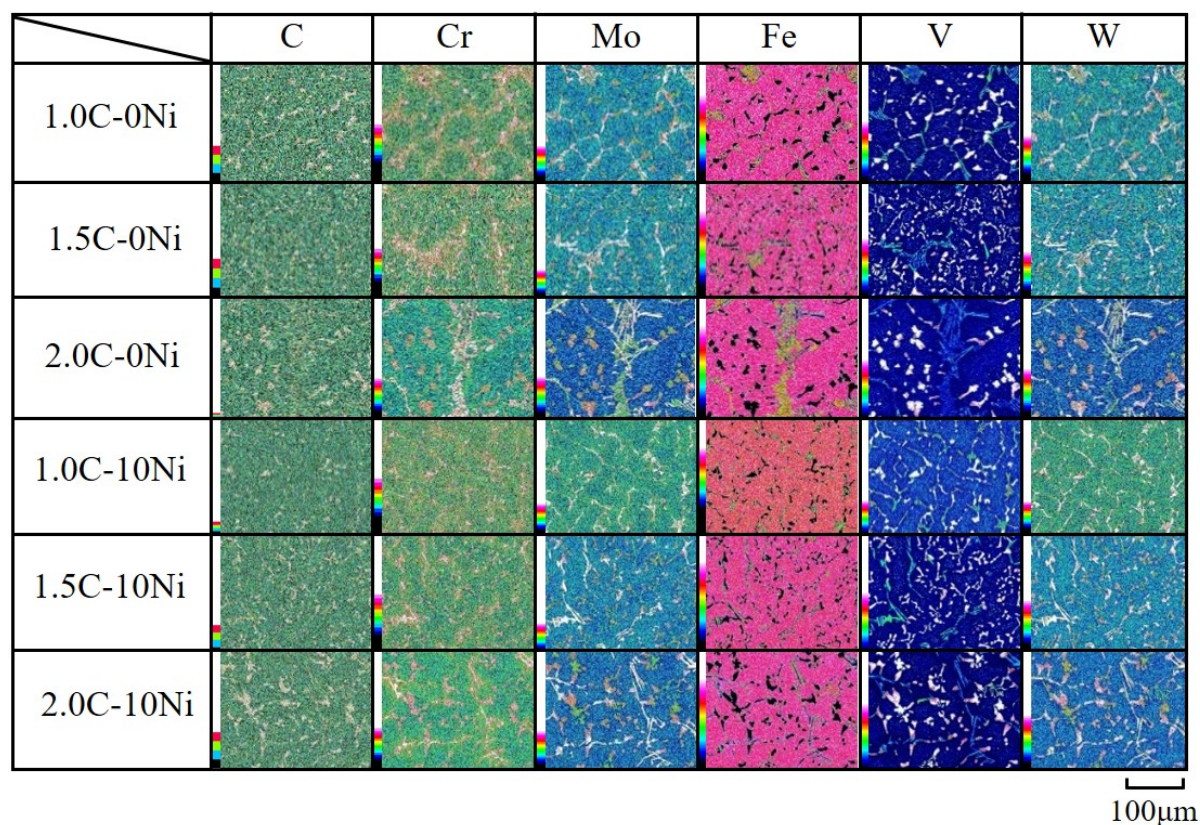 C Cr Mo Fe V W
1.0C-0Ni
1.5C-0Ni
2.0C-0Ni
1.0C-10Ni
1.5C-10Ni
2.0C-10Ni
100μm